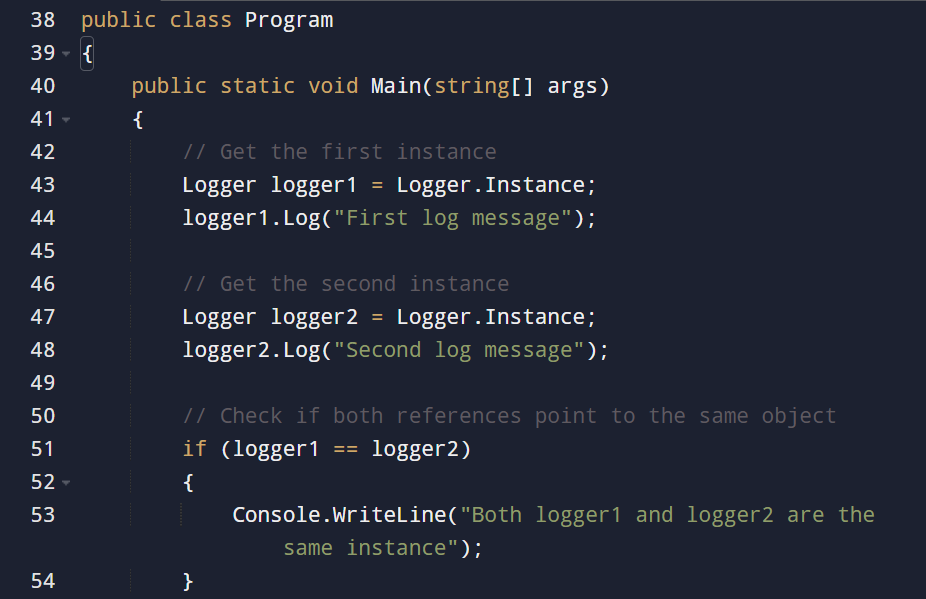 38 public class Program
39 {
40     public static void Main(string[] args)
41     {
42         // Get the first instance
43         Logger logger1 = Logger.Instance;
44         logger1.Log("First log message");
45
46         // Get the second instance
47         Logger logger2 = Logger.Instance;
48         logger2.Log("Second log message");
49
50         // Check if both references point to the same object
51         if (logger1 == logger2)
52         {
53             Console.WriteLine("Both logger1 and logger2 are the
                same instance");
54         }